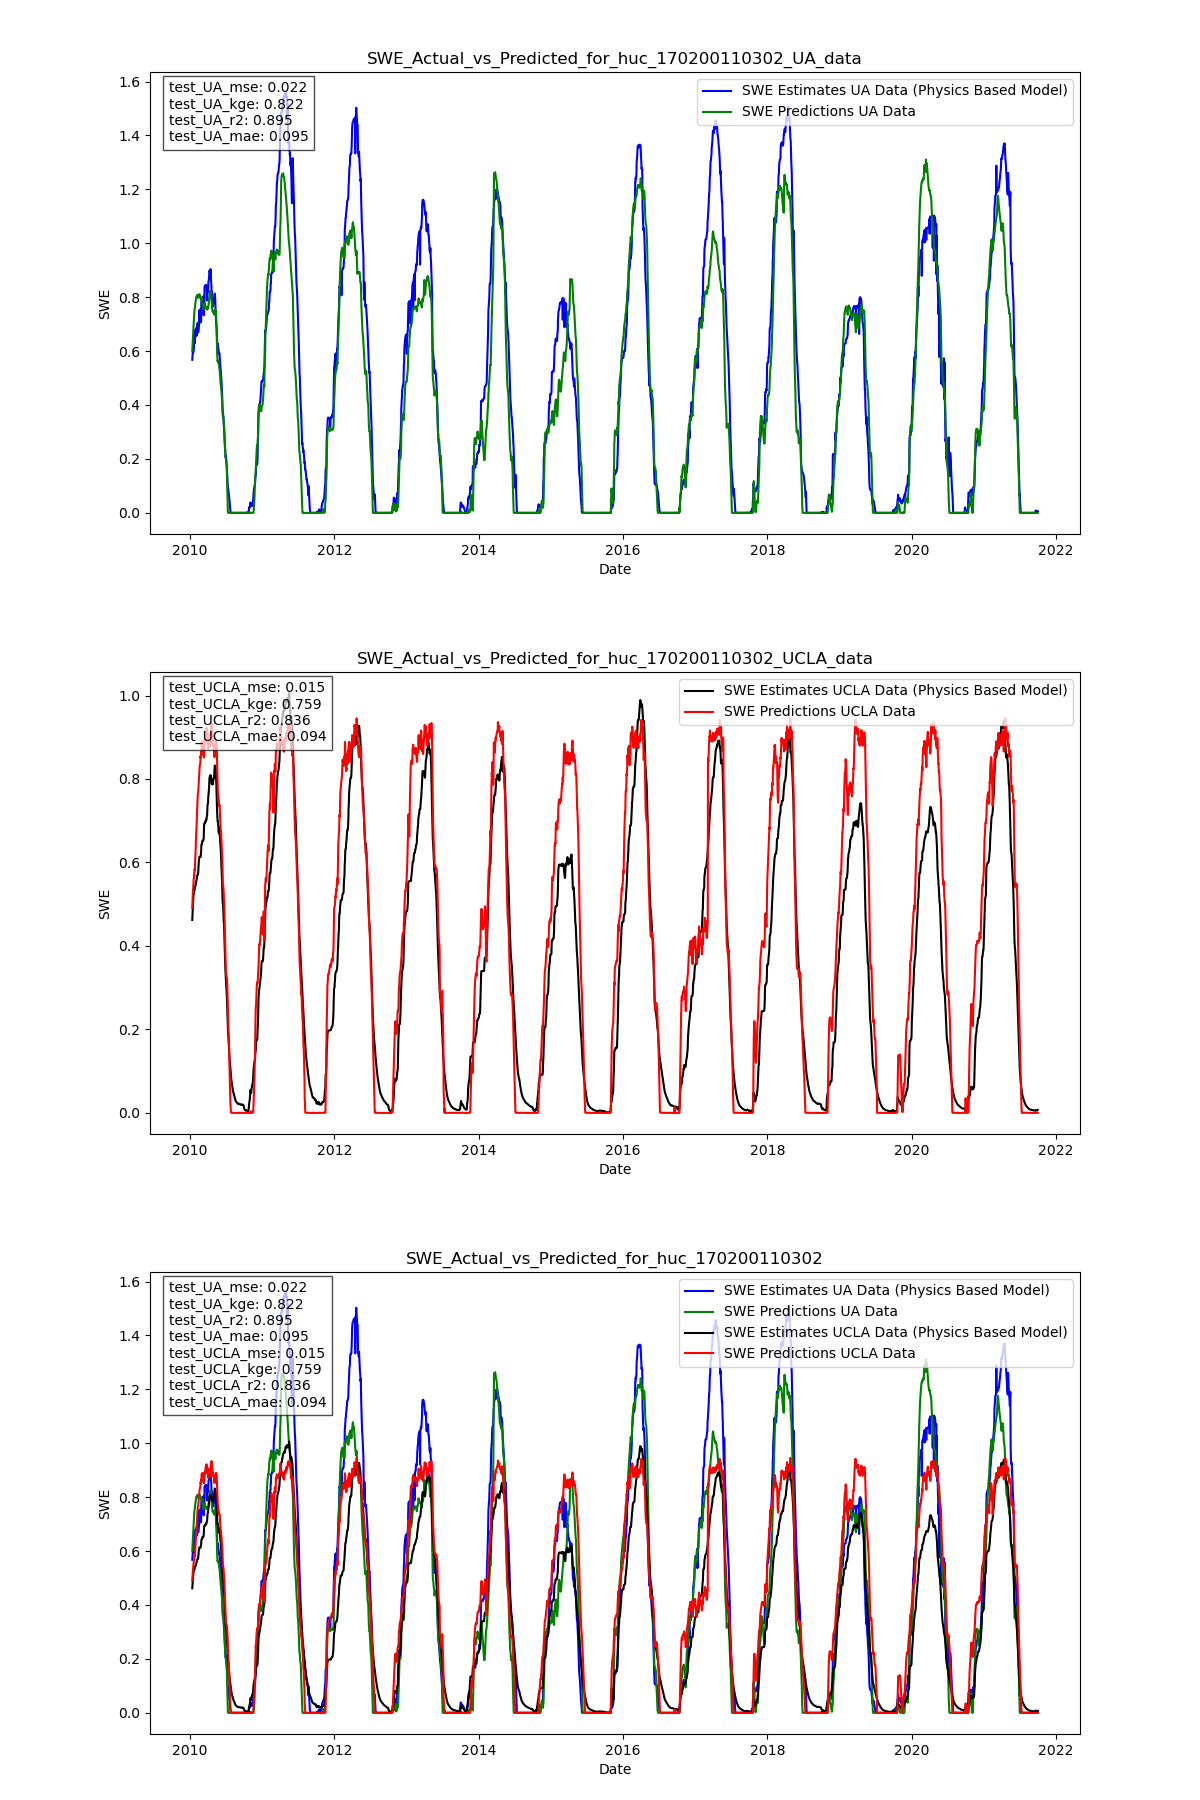 SWE_Actual_vs_Predicted_for_huc_170200110302_UA_data
test_UA_mse: 0.022
test_UA_kge: 0.822
test_UA_r2: 0.895
test_UA_mae: 0.095
SWE Estimates UA Data (Physics Based Model)
SWE Predictions UA Data
1.6
1.4
1.2
1.0
0.8
0.6
0.4
0.2
0.0
SWE
2010 2012 2014 2016 2018 2020 2022
Date
SWE_Actual_vs_Predicted_for_huc_170200110302_UCLA_data
test_UCLA_mse: 0.015
test_UCLA_kge: 0.759
test_UCLA_r2: 0.836
test_UCLA_mae: 0.094
SWE Estimates UCLA Data (Physics Based Model)
SWE Predictions UCLA Data
1.0
0.8
0.6
0.4
0.2
0.0
SWE
2010 2012 2014 2016 2018 2020 2022
Date
SWE_Actual_vs_Predicted_for_huc_170200110302
test_UA_mse: 0.022
test_UA_kge: 0.822
test_UA_r2: 0.895
test_UA_mae: 0.095
test_UCLA_mse: 0.015
test_UCLA_kge: 0.759
test_UCLA_r2: 0.836
test_UCLA_mae: 0.094
SWE Estimates UA Data (Physics Based Model)
SWE Predictions UA Data
SWE Estimates UCLA Data (Physics Based Model)
SWE Predictions UCLA Data
1.6
1.4
1.2
1.0
0.8
0.6
0.4
0.2
0.0
SWE
2010 2012 2014 2016 2018 2020 2022
Date